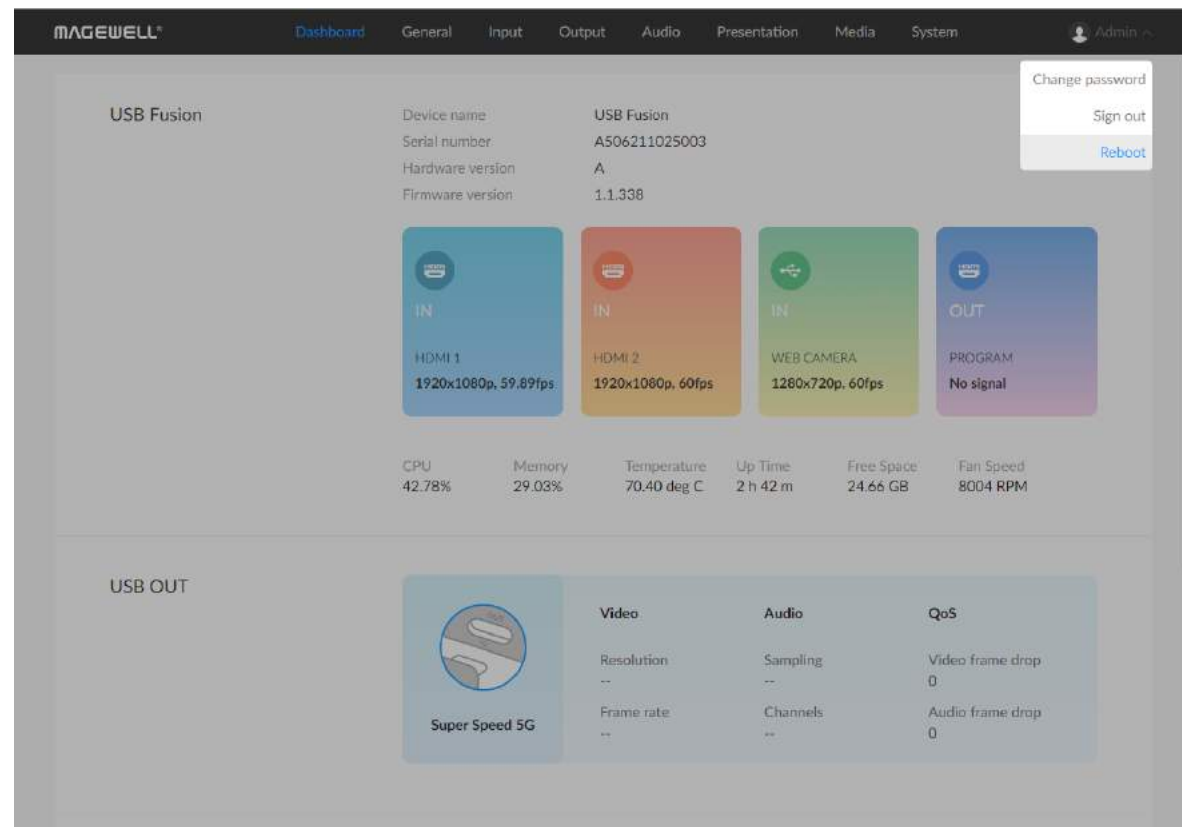 MAGEWELL®
Dashboard General Input Output Audio Presentation Media System Admin
Change password
Sign out
Reboot
USB Fusion
Device name USB Fusion
Serial number A506211025003
Hardware version A
Firmware version 1.1.338
IN IN IN OUT
HDMI 1 HDMI 2 WEB CAMERA PROGRAM
1920x1080p, 59.89fps 1920x1080p, 60fps 1280x720p, 60fps No signal
CPU Memory Temperature Up Time Free Space Fan Speed
42.78% 29.03% 70.40 deg C 2 h 42 m 24.66 GB 8004 RPM
USB OUT
Video Audio QoS
Resolution Sampling Video frame drop
-- -- 0
Super Speed 5G
Frame rate Channels Audio frame drop
-- -- 0